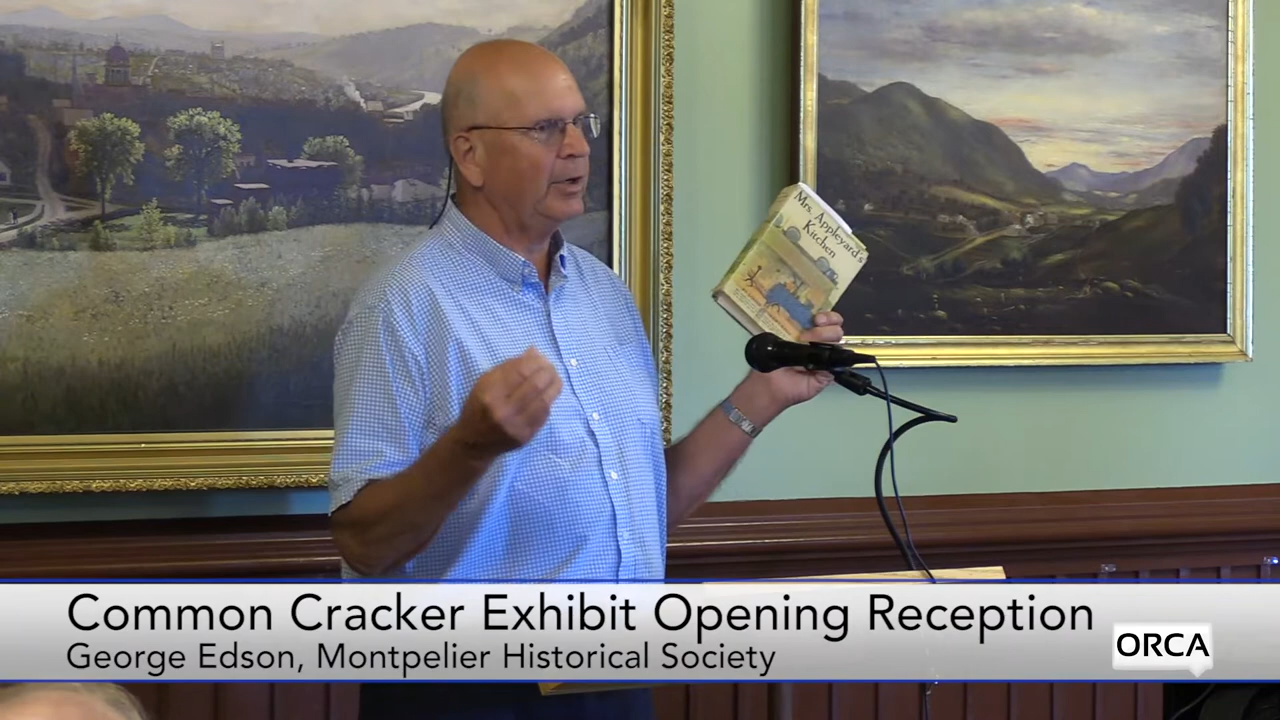 Mrs. Appleyard's
Kitchen
Common Cracker Exhibit Opening Reception
George Edson, Montpelier Historical Society
ORCA